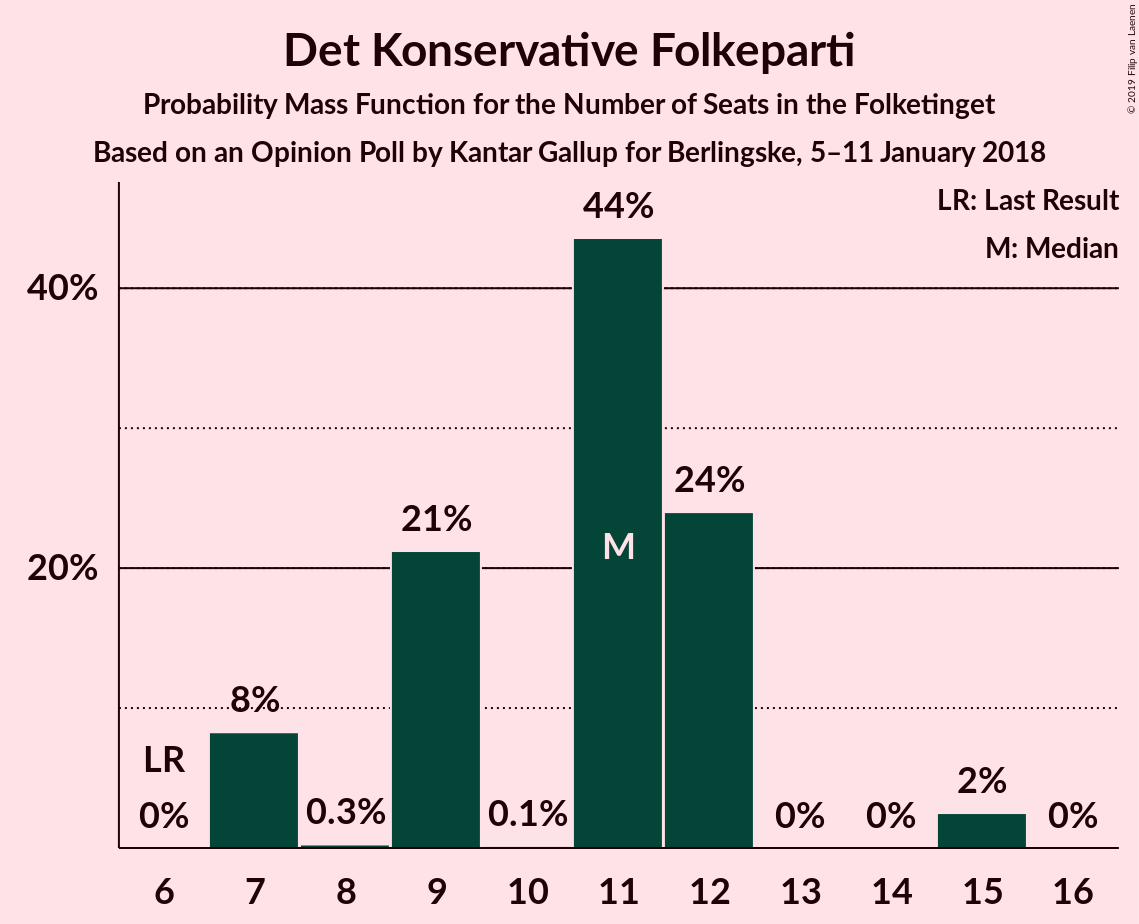 Det Konservative Folkeparti
Probability Mass Function for the Number of Seats in the Folketinget
Based on an Opinion Poll by Kantar Gallup for Berlingske, 5–11 January 2018
© 2019 Filip van Laenen
LR: Last Result
M: Median
40%
20%
LR
0%
8%
0.3%
21%
0.1%
44%
M
24%
0%
0%
2%
0%
6 7 8 9 10 11 12 13 14 15 16